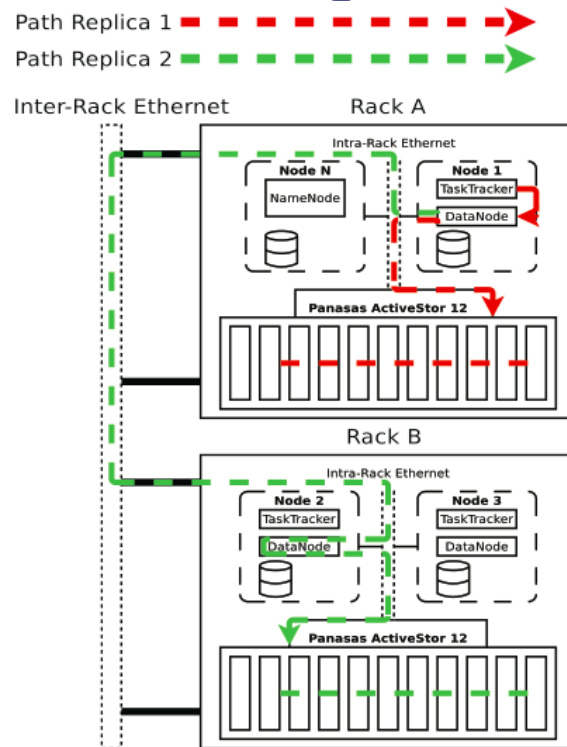 Path Replica 1
Path Replica 2
Inter-Rack Ethernet
Rack A
Intra-Rack Ethernet
Node N
Node 1
NameNode
TaskTracker
DataNode
Panasas ActiveStor 12
Rack B
Intra-Rack Ethernet
Node 2
Node 3
TaskTracker
TaskTracker
DataNode
DataNode
Panasas ActiveStor 12